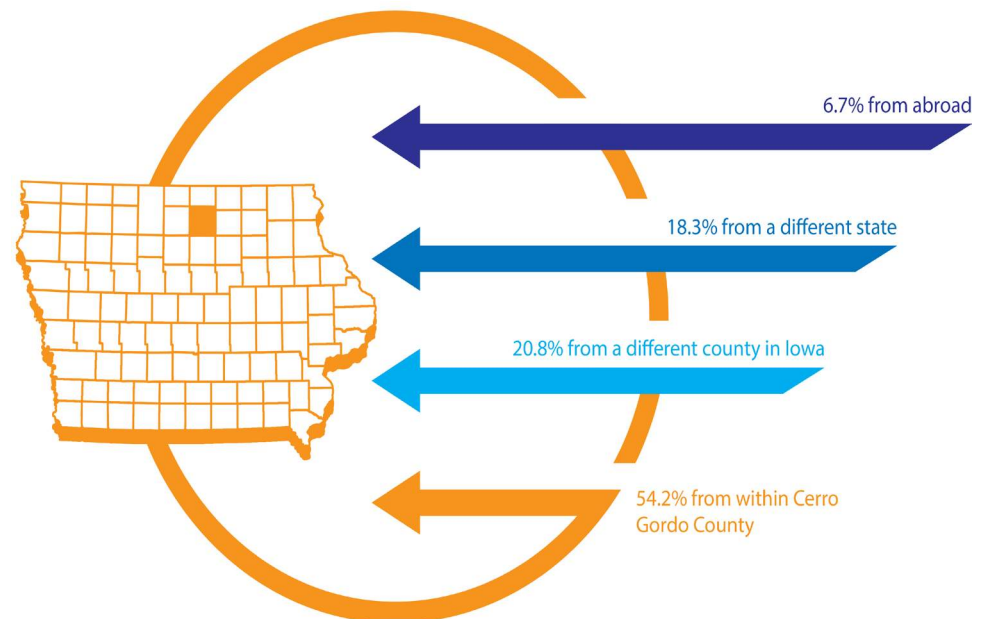 6.7% from abroad
18.3% from a different state
20.8% from a different county in Iowa
54.2% from within Cerro
Gordo County